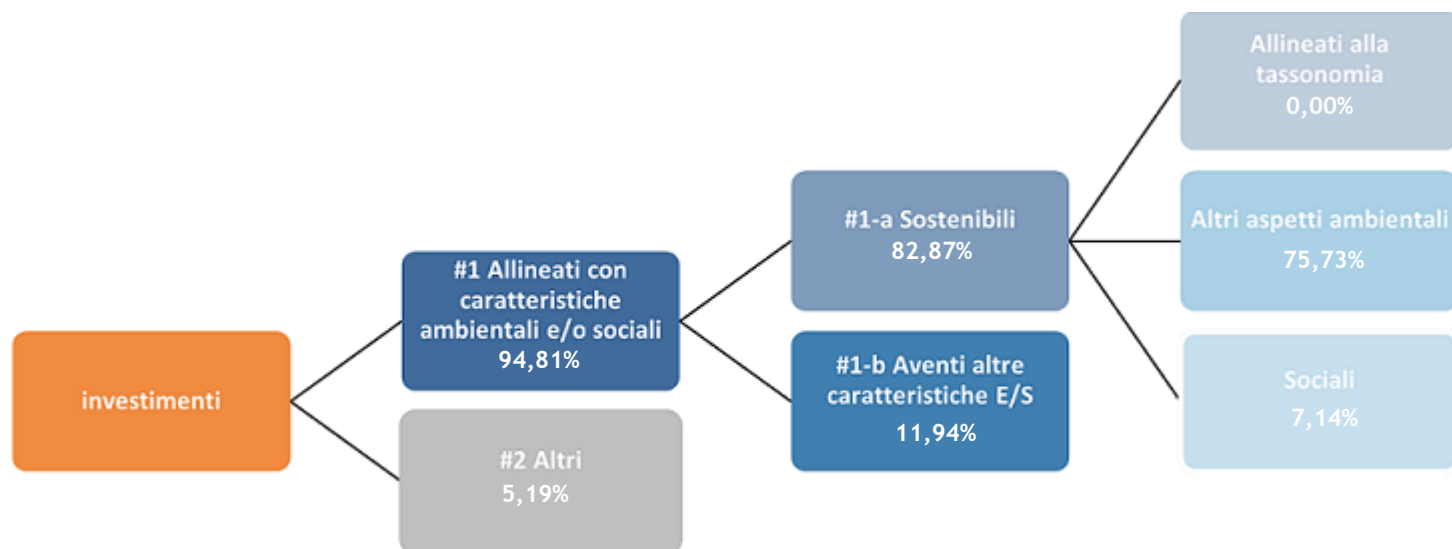 investimenti
#1 Allineati con
caratteristiche
ambientali e/o sociali
94,81%
#2 Altri
5,19%
#1-a Sostenibili
82,87%
#1-b Aventi altre
caratteristiche E/S
11,94%
Allineati alla
tassonomia
0,00%
Altri aspetti ambientali
75,73%
Sociali
7,14%